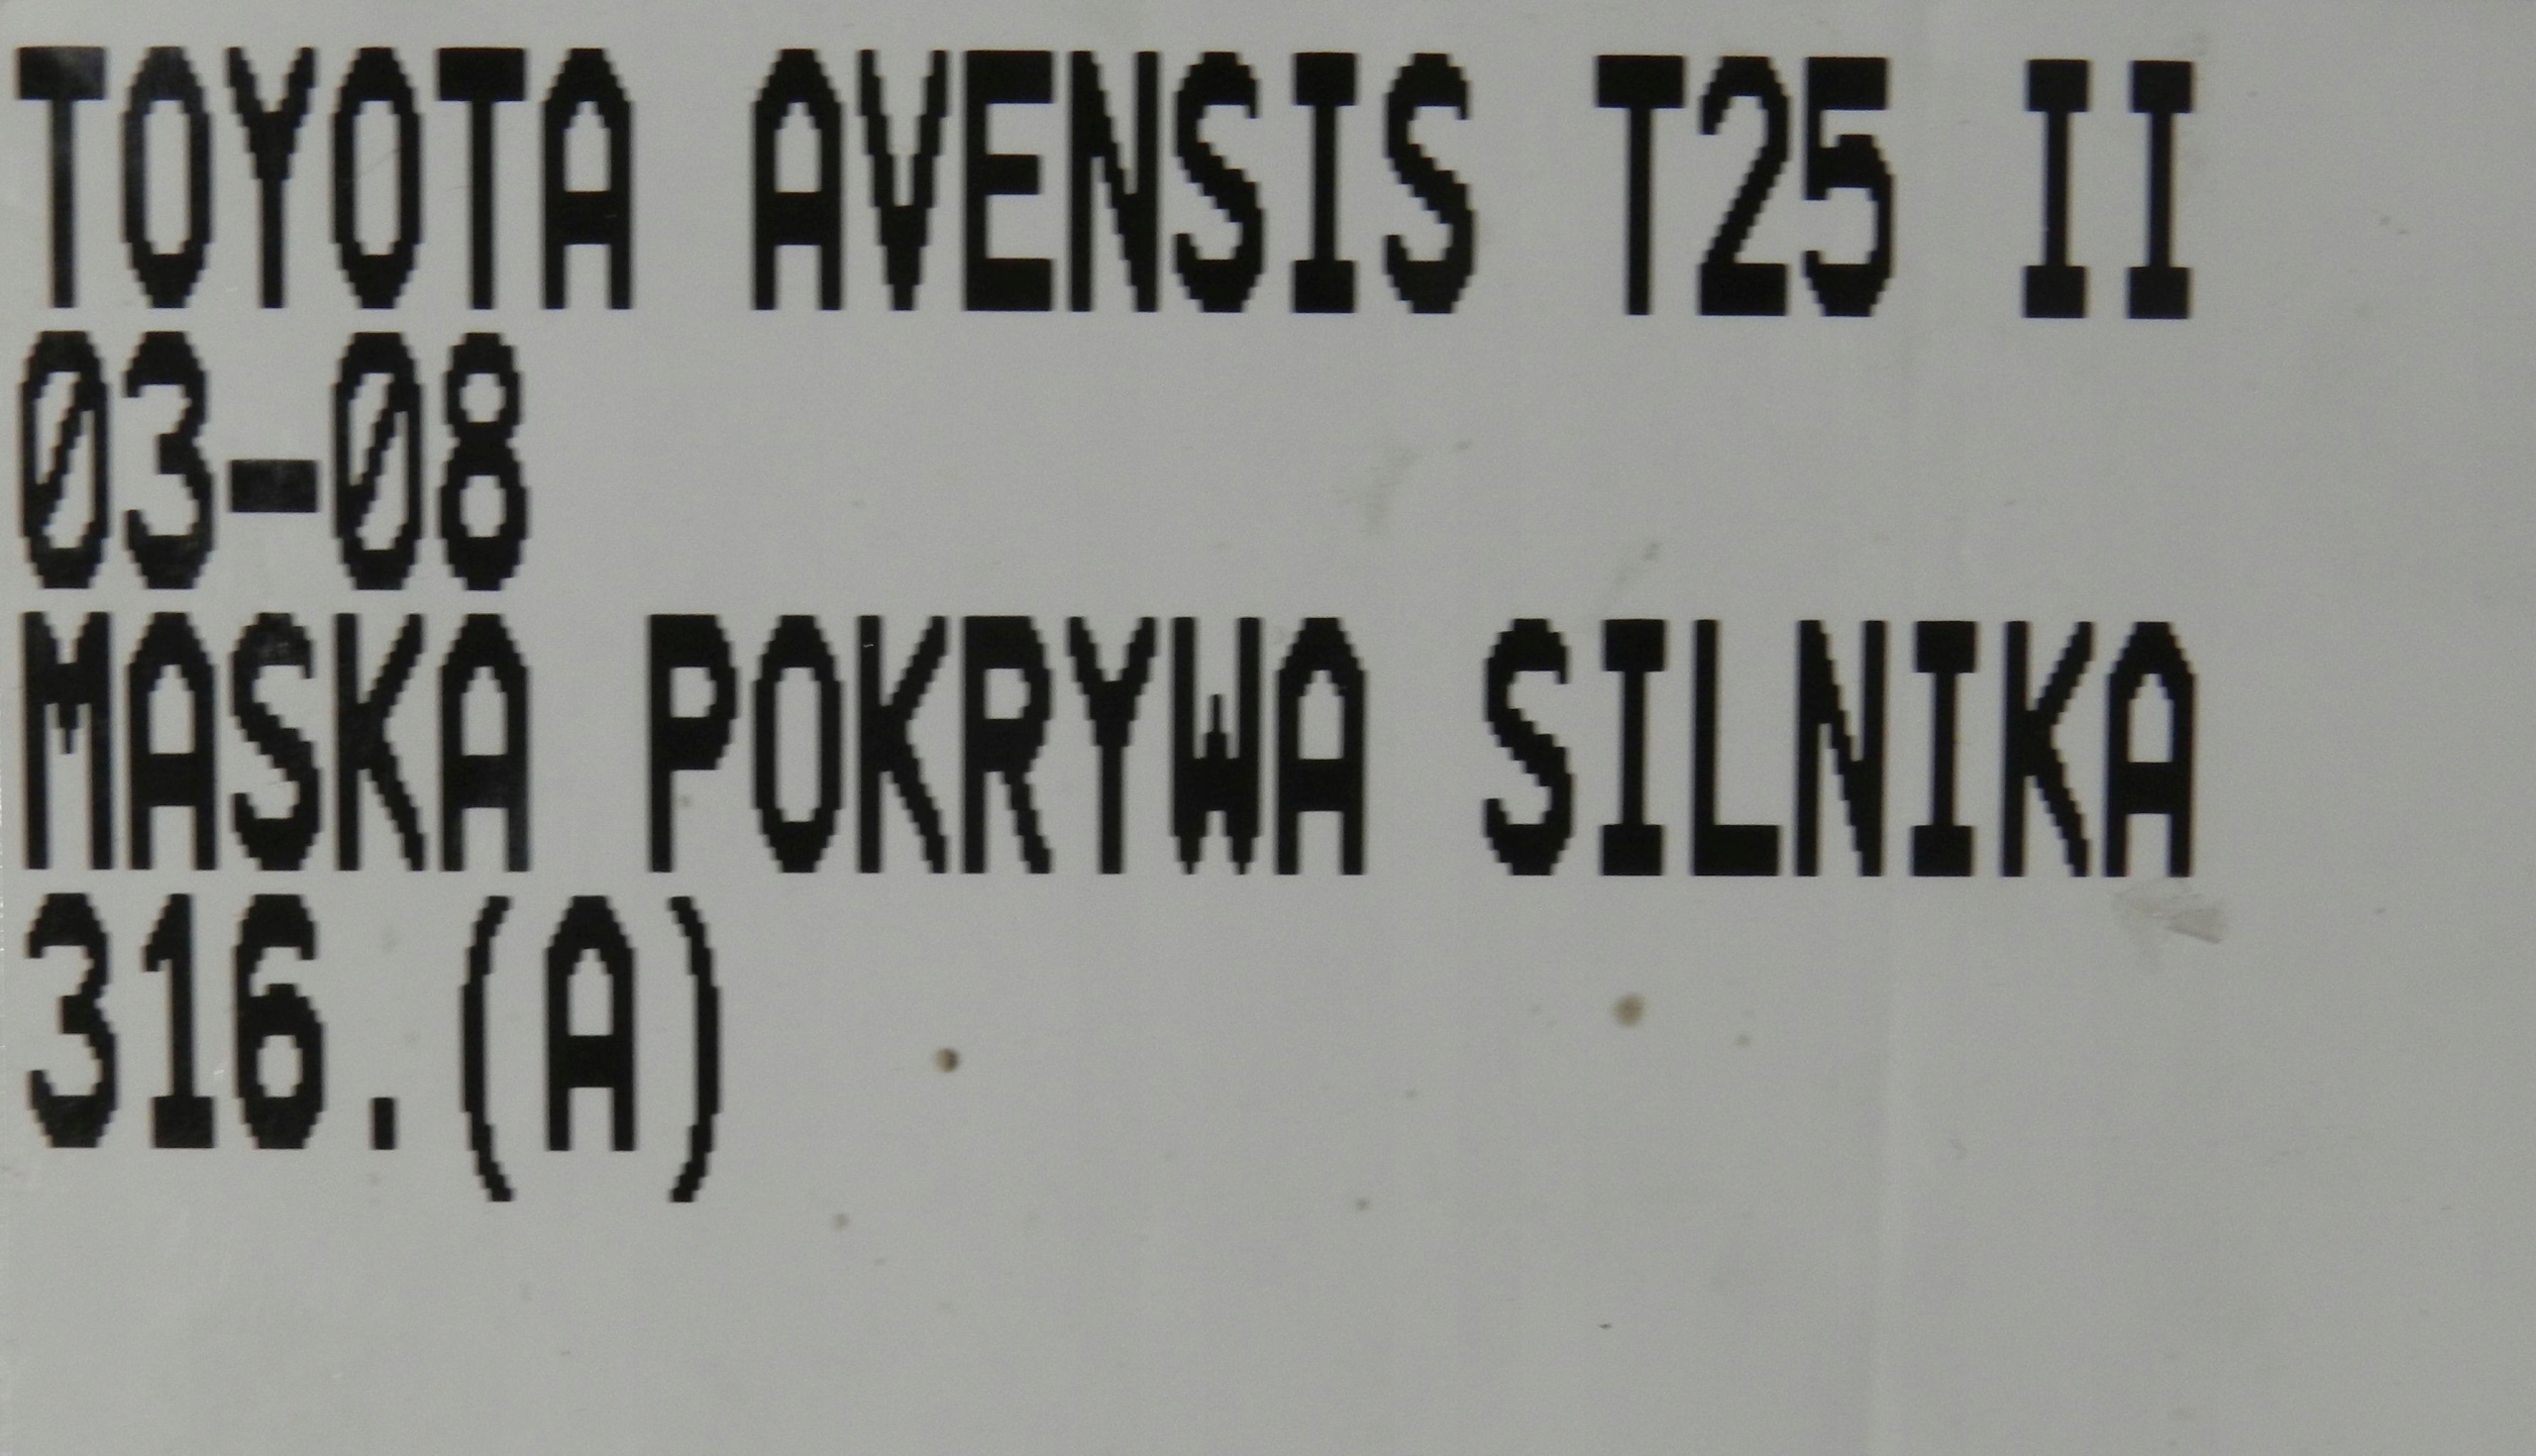 TOYOTA AVENSIS T25 II
03-08
MASKA POKRYWA SILNIKA
316.(A)